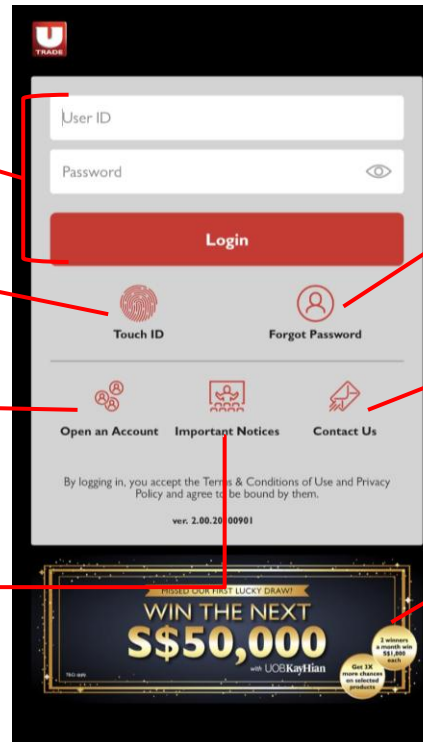 U
TRADE
User ID
Password
Login
Touch ID
Forgot Password
Open an Account
Important Notices
Contact Us
By logging in, you accept the Terms & Conditions of Use and Privacy
Policy and agree to be bound by them.
ver. 2.00.20200901
MISSED OUR FIRST LUCKY DRAW?
WIN THE NEXT
S$50,000
with UOBKayHian
2 winners
a month win
S$1,000
each
Get 3X
more chances
on selected
products